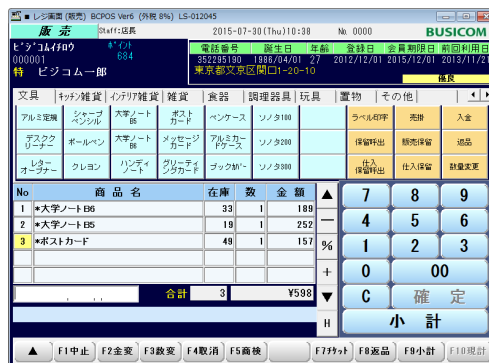 レジ画面 (販売) BCPOS Ver6 (外税 8%) LS-012045
販 売 Staff:店長 2015-07-30(Thu)10:38 No. 0000 BUSICOM
ビジコムイチロウ ポイント 電話番号 誕生日 年齢 登録日 会員期限日 前回利用日
000001 684 352295190 1986/04/01 27 2012/12/01 2015/12/01 2013/11/21
特 ビジコム一郎 東京都文京区関口1-20-10
優良
文具 キッチン雑貨 インテリア雑貨 雑貨 食器 調理器具 玩具 置物 その他
アルミ定規 シャープペンシル 大学ノートB6 ポストカード ペンケース ソノタ100 ラベル印字 売掛 入金
デスククリーナー ボールペン 大学ノートB5 メッセージカード アルミカードケース ソノタ200 保留呼出 販売保留 返品
レターオープナー クレヨン ハンディノート グリーティングカード ブックカバー ソノタ300 仕入保留呼出 仕入保留 数量変更
No 商 品 名 在庫 数 金 額 ▲ 7 8 9
1 *大学ノートB6 33 1 189
2 *大学ノートB5 19 1 252 — 4 5 6
3 *ポストカード 49 1 157 % 1 2 3
+ 0 00
合計 3 ¥598 ▼ C 確 定
H 小 計
▲ F1中止 F2金変 F3数変 F4取消 F5商検 F7チケット F8返品 F9小計 F10現計